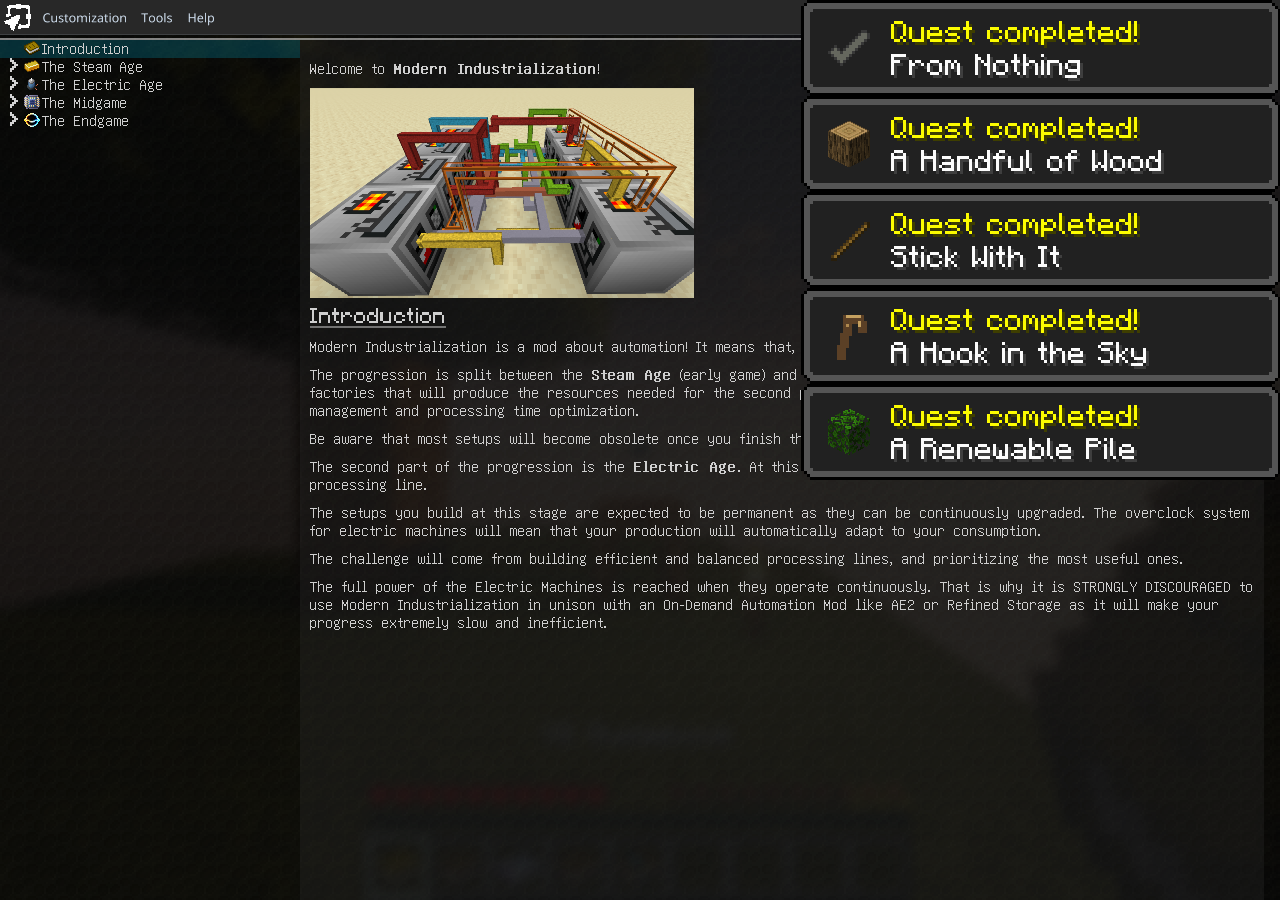 Customization Tools Help
Introduction
The Steam Age
The Electric Age
The Midgame
The Endgame
Welcome to Modern Industrialization!
Introduction
Modern Industrialization is a mod about automation! It means that,
The progression is split between the Steam Age (early game) and
factories that will produce the resources needed for the second
management and processing time optimization.
Be aware that most setups will become obsolete once you finish th
The second part of the progression is the Electric Age. At this
processing line.
The setups you build at this stage are expected to be permanent as they can be continuously upgraded. The overclock system
for electric machines will mean that your production will automatically adapt to your consumption.
The challenge will come from building efficient and balanced processing lines, and prioritizing the most useful ones.
The full power of the Electric Machines is reached when they operate continuously. That is why it is STRONGLY DISCOURAGED to
use Modern Industrialization in unison with an On-Demand Automation Mod like AE2 or Refined Storage as it will make your
progress extremely slow and inefficient.
Quest completed!
From Nothing
Quest completed!
A Handful of Wood
Quest completed!
Stick With It
Quest completed!
A Hook in the Sky
Quest completed!
A Renewable Pile